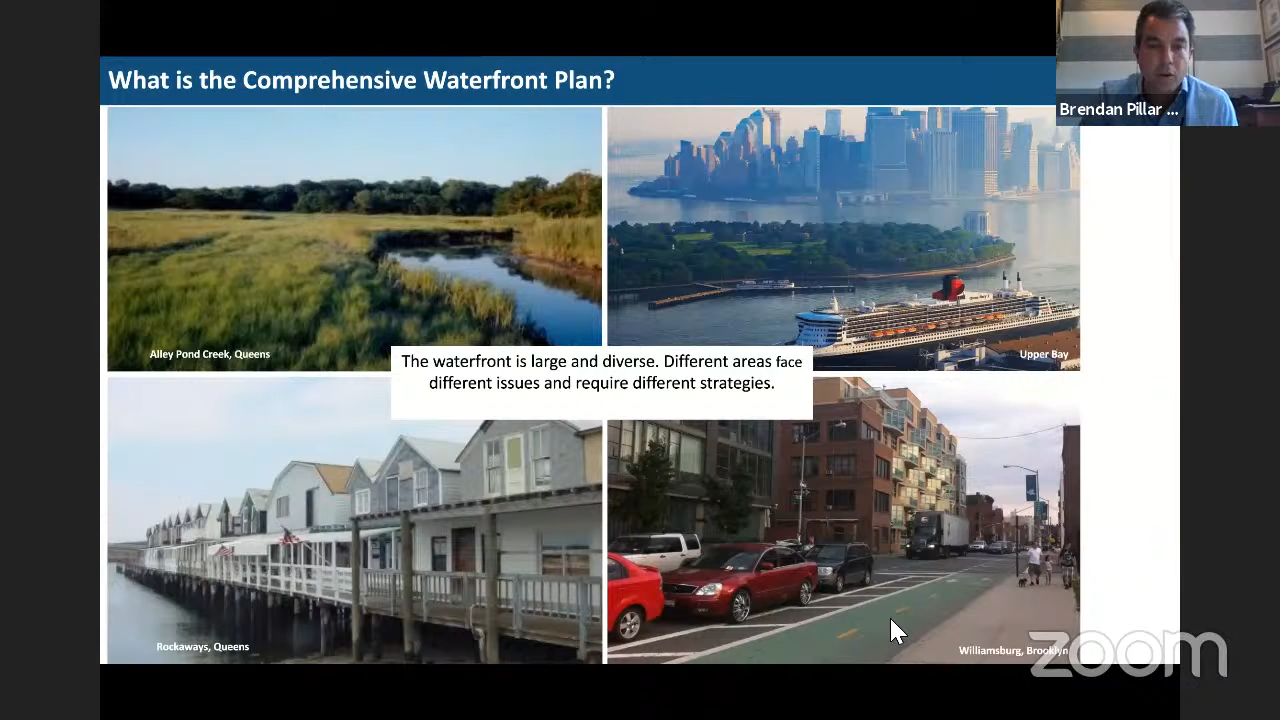 What is the Comprehensive Waterfront Plan?
Brendan Pillar ...
Alley Pond Creek, Queens
Upper Bay
The waterfront is large and diverse. Different areas face
different issues and require different strategies.
Rockaways, Queens
Williamsburg, Brooklyn
zoom